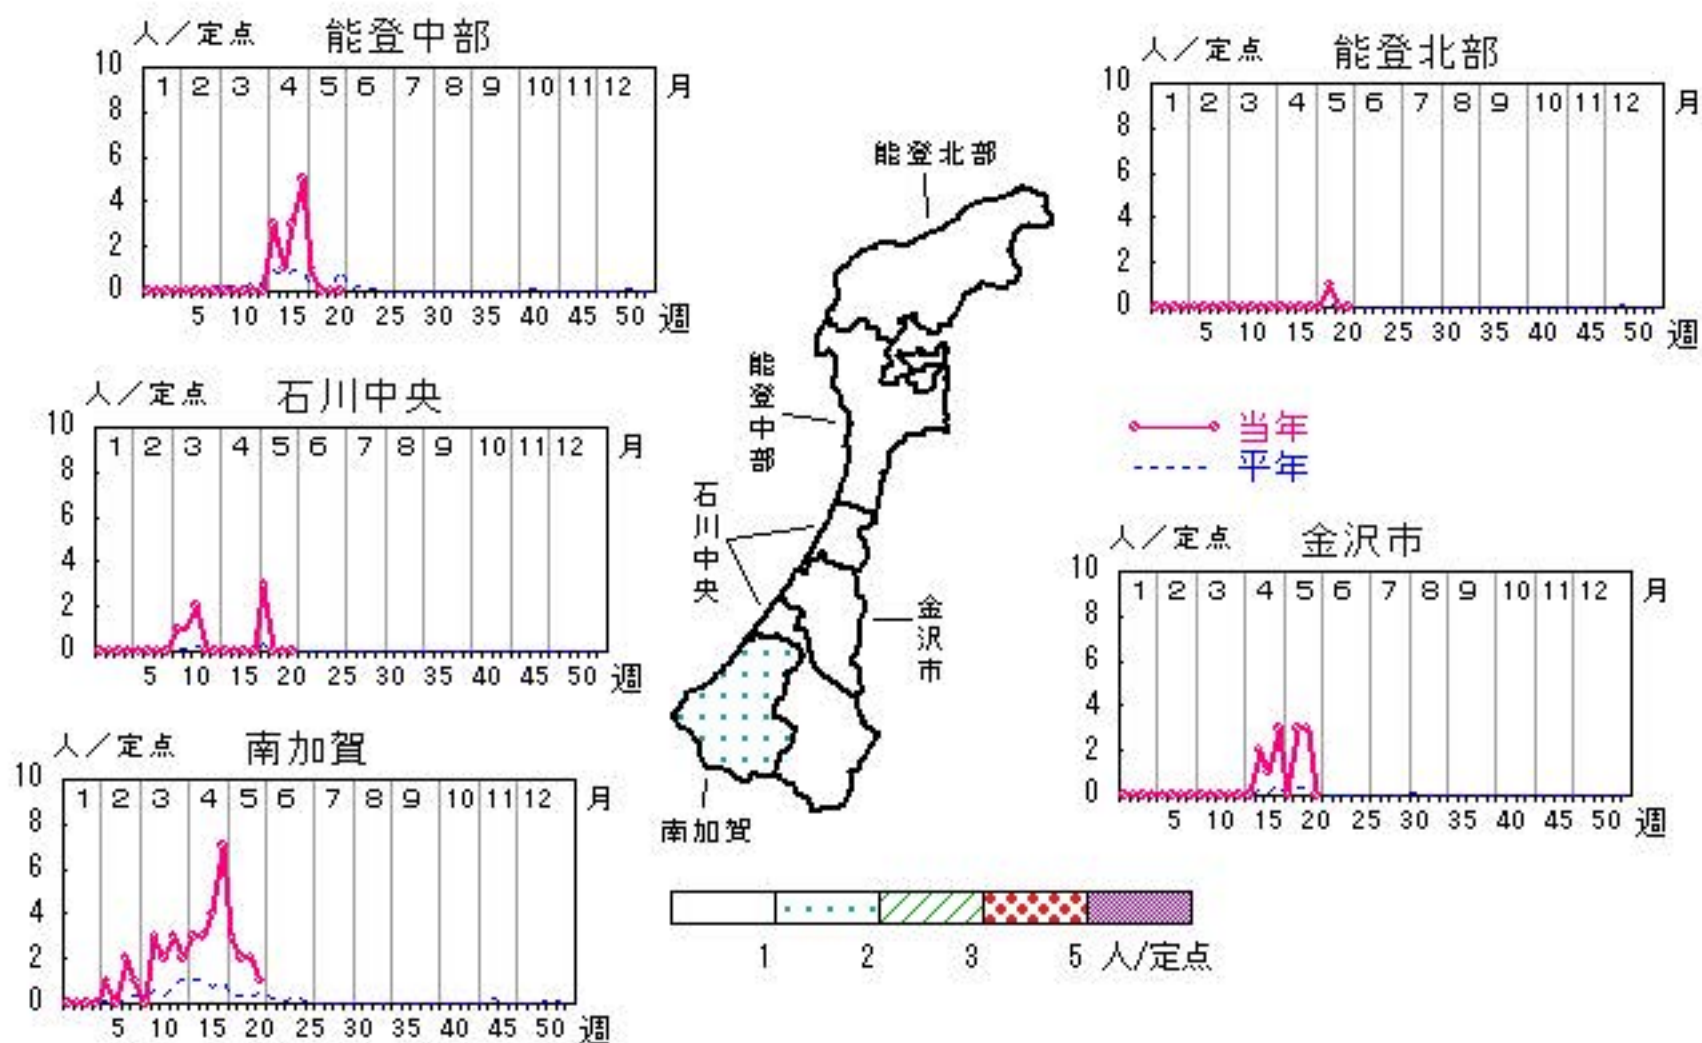 人／定点 能登中部
10 8 6 4 2 0
1 2 3 4 5 6 7 8 9 10 11 12 月
5 10 15 20 25 30 35 40 45 50 週
人／定点 能登北部
10 8 6 4 2 0
1 2 3 4 5 6 7 8 9 10 11 12 月
5 10 15 20 25 30 35 40 45 50 週
人／定点 石川中央
10 8 6 4 2 0
1 2 3 4 5 6 7 8 9 10 11 12 月
5 10 15 20 25 30 35 40 45 50 週
能登北部
能登中部
石川中央
金沢市
南加賀
当年
平年
人／定点 金沢市
10 8 6 4 2 0
1 2 3 4 5 6 7 8 9 10 11 12 月
5 10 15 20 25 30 35 40 45 50 週
人／定点 南加賀
10 8 6 4 2 0
1 2 3 4 5 6 7 8 9 10 11 12 月
5 10 15 20 25 30 35 40 45 50 週
1 2 3 5 人/定点